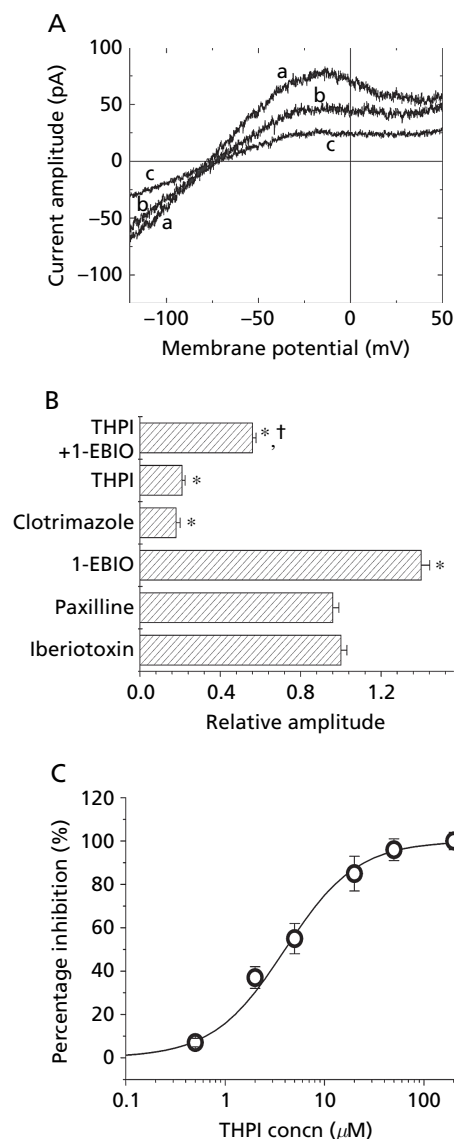 A
100
50
0
−50
−100
Current amplitude (pA)
a
b
c
c
b
a
−100
−50
0
50
Membrane potential (mV)
B
THPI
+1-EBIO
*,†
THPI
*
Clotrimazole
*
1-EBIO
*
Paxilline
Iberiotoxin
0.0
0.4
0.8
1.2
Relative amplitude
C
120
100
80
60
40
20
0
Percentage inhibition (%)
0.1
1
10
100
THPI concn (μM)